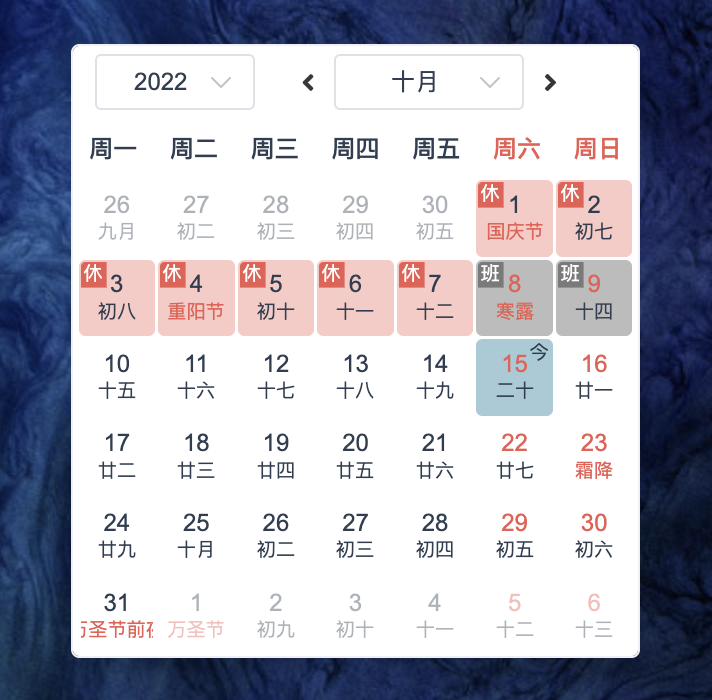 2022 十月
周一 周二 周三 周四 周五 周六 周日
26 27 28 29 30 休 1 休 2
九月 初二 初三 初四 初五 国庆节 初七
休 3 休 4 休 5 休 6 休 7 班 8 班 9
初八 重阳节 初十 十一 十二 寒露 十四
10 11 12 13 14 15 今 16
十五 十六 十七 十八 十九 二十 廿一
17 18 19 20 21 22 23
廿二 廿三 廿四 廿五 廿六 廿七 霜降
24 25 26 27 28 29 30
廿九 十月 初二 初三 初四 初五 初六
31 1 2 3 4 5 6
万圣节前夜 万圣节 初九 初十 十一 十二 十三